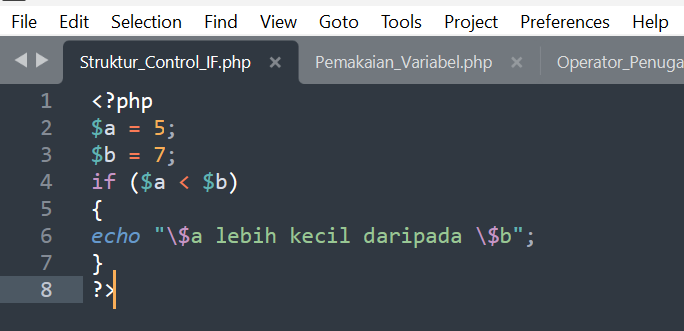 File Edit Selection Find View Goto Tools Project Preferences Help
Struktur_Control_IF.php × Pemakaian_Variabel.php × Operator_Penuga
1 <?php
2 $a = 5;
3 $b = 7;
4 if ($a < $b)
5 {
6 echo "\$a lebih kecil daripada \$b";
7 }
8 ?>